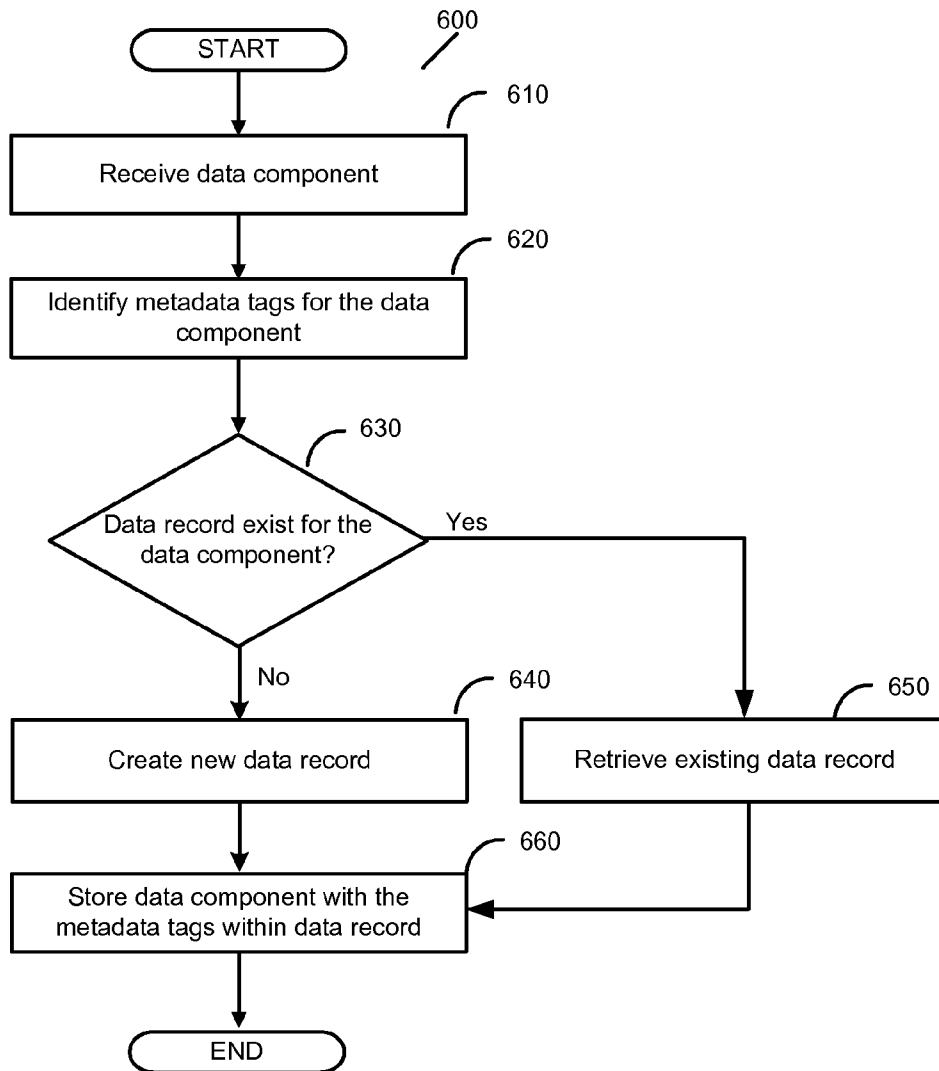 START
600
610
Receive data component
620
Identify metadata tags for the data
component
630
Data record exist for the
data component?
Yes
No
640
Create new data record
650
Retrieve existing data record
660
Store data component with the
metadata tags within data record
END